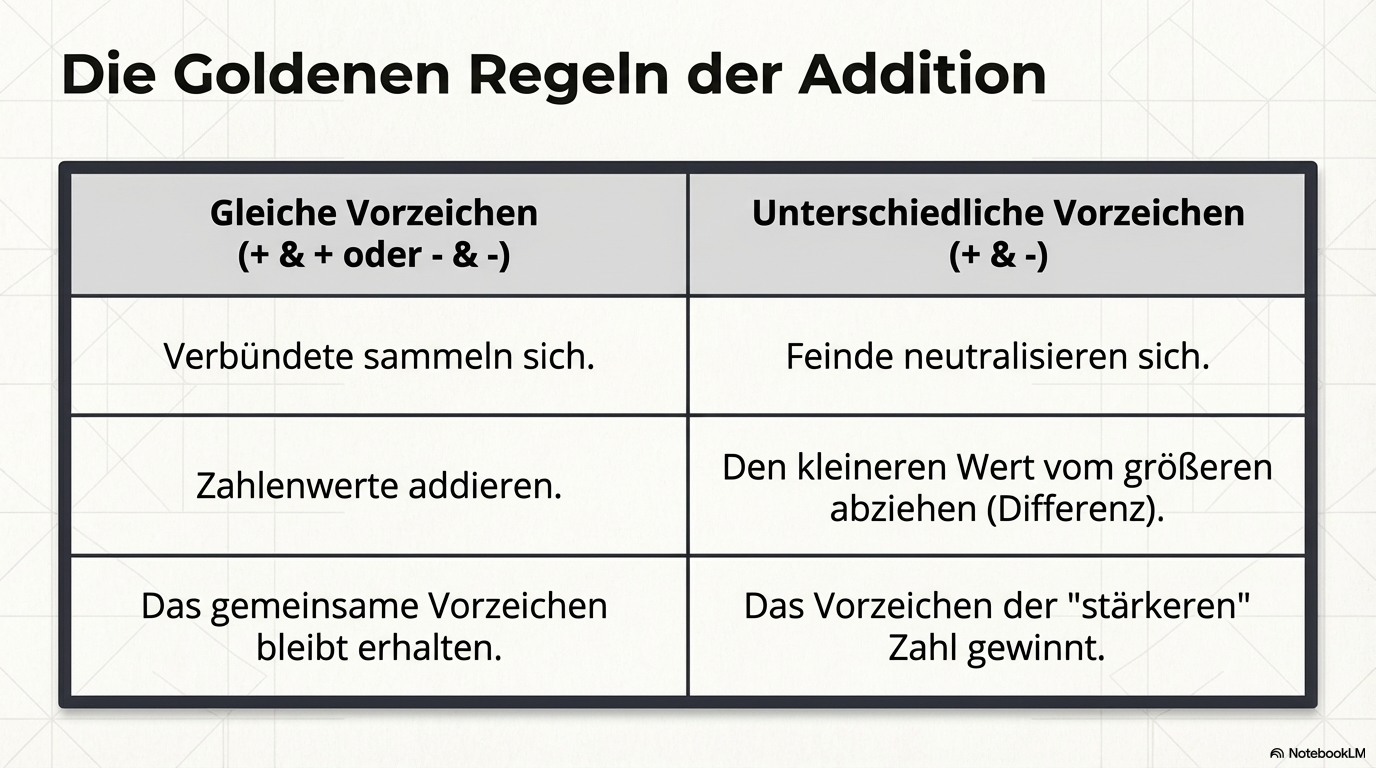 Die Goldenen Regeln der Addition
Gleiche Vorzeichen
(+ & + oder - & -)
Unterschiedliche Vorzeichen
(+ & -)
Verbündete sammeln sich.
Feinde neutralisieren sich.
Zahlenwerte addieren.
Den kleineren Wert vom größeren
abziehen (Differenz).
Das gemeinsame Vorzeichen
bleibt erhalten.
Das Vorzeichen der "stärkeren"
Zahl gewinnt.
NotebookLM